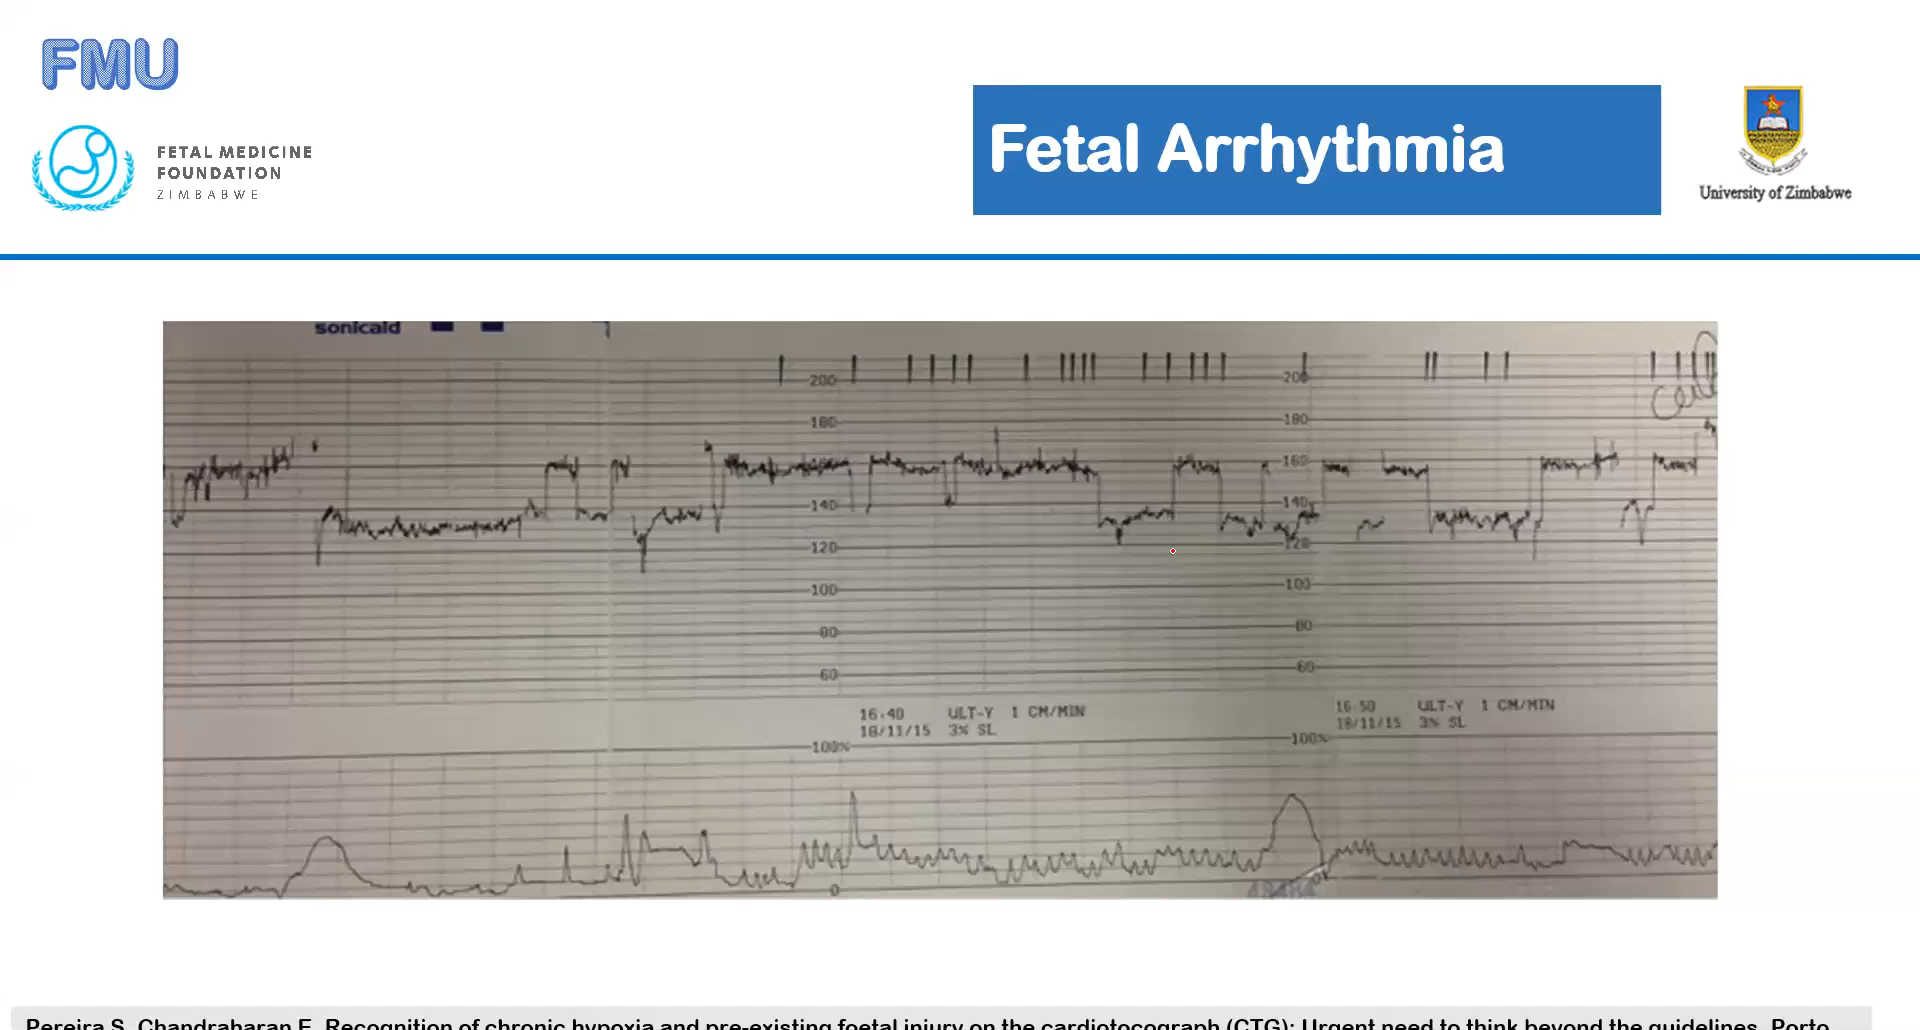 FMU
FETAL MEDICINE
FOUNDATION
ZIMBABWE
Fetal Arrhythmia
University of Zimbabwe
sonicaid
200
200
180
180
160
160
140
140
120
120
100
100
80
80
60
60
16:40 ULT-Y 1 CM/MIN
18/11/15 3% SL
16:50 ULT-Y 1 CM/MIN
18/11/15 3% SL
100%
100%
0
0
Pereira S, Chandraharan E. Recognition of chronic hypoxia and pre-existing foetal injury on the cardiotocograph (CTG): Urgent need to think beyond the guidelines. Porto